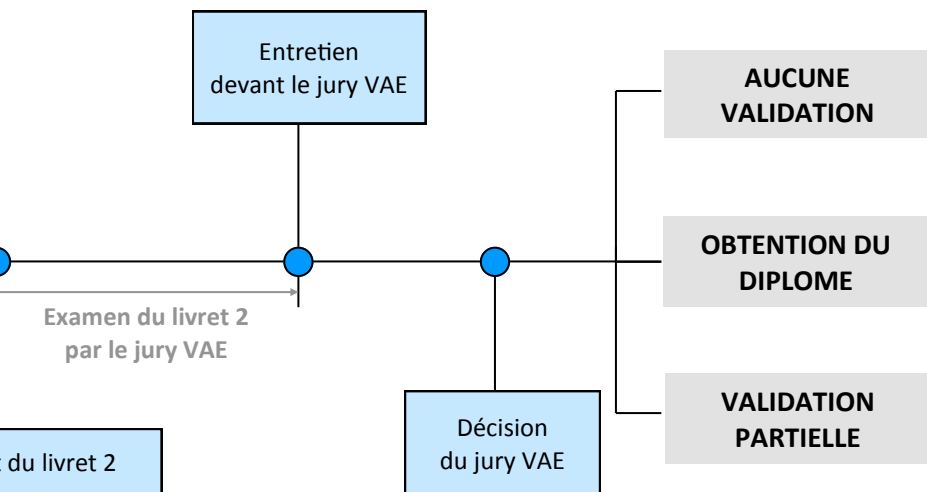 Entretien
devant le jury VAE
AUCUNE
VALIDATION
OBTENTION DU
DIPLOME
Examen du livret 2
par le jury VAE
VALIDATION
PARTIELLE
Décision
du jury VAE
du livret 2